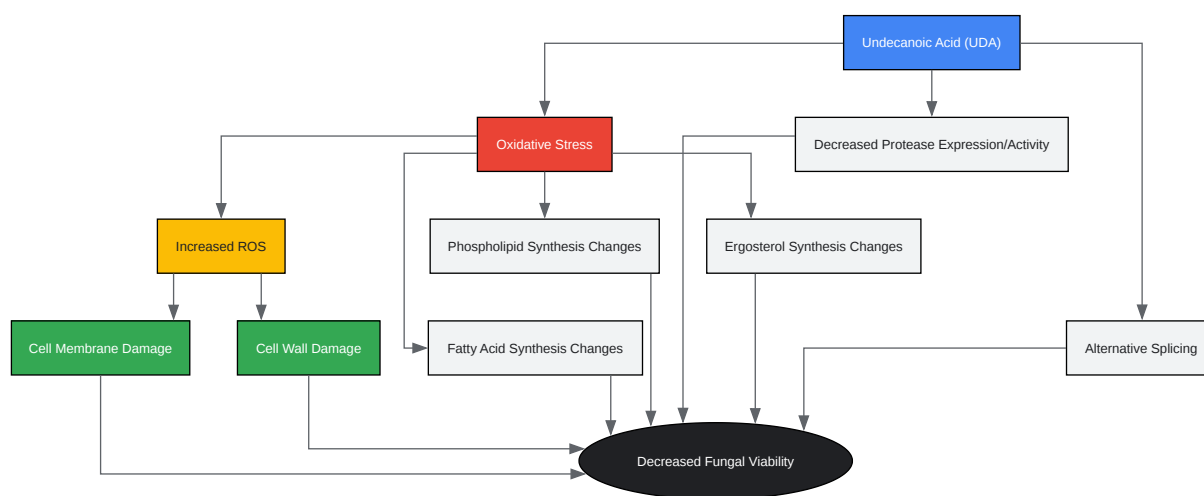 Undecanoic Acid (UDA)
Oxidative Stress
Decreased Protease Expression/Activity
Increased ROS
Phospholipid Synthesis Changes
Ergosterol Synthesis Changes
Cell Membrane Damage
Cell Wall Damage
Fatty Acid Synthesis Changes
Alternative Splicing
Decreased Fungal Viability